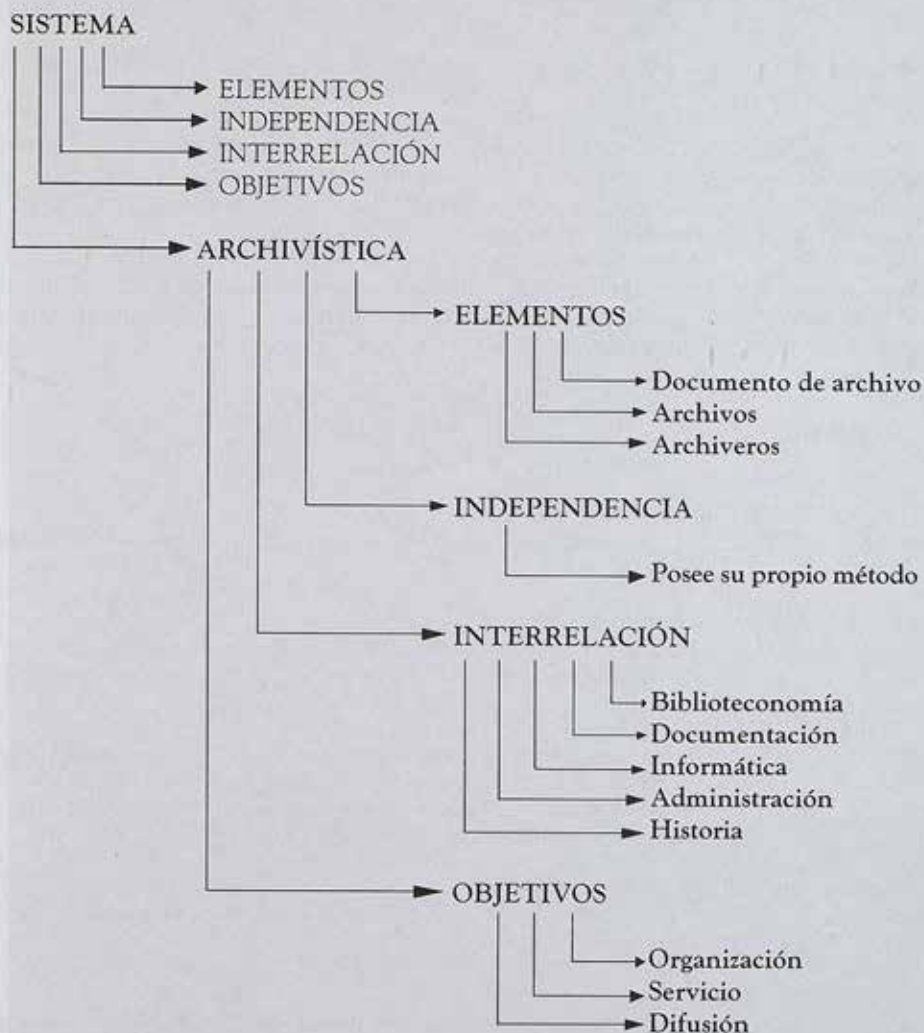 SISTEMA
ELEMENTOS
INDEPENDENCIA
INTERRELACIÓN
OBJETIVOS
ARCHIVÍSTICA
ELEMENTOS
Documento de archivo
Archivos
Archiveros
INDEPENDENCIA
Posee su propio método
INTERRELACIÓN
Biblioteconomía
Documentación
Informática
Administración
Historia
OBJETIVOS
Organización
Servicio
Difusión